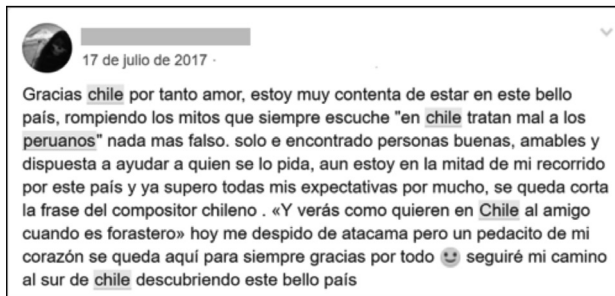 17 de julio de 2017 ·
Gracias chile por tanto amor, estoy muy contenta de estar en este bello
país, rompiendo los mitos que siempre escuche "en chile tratan mal a los
peruanos" nada mas falso. solo e encontrado personas buenas, amables y
dispuesta a ayudar a quien se lo pida, aun estoy en la mitad de mi recorrido
por este país y ya supero todas mis expectativas por mucho, se queda corta
la frase del compositor chileno . «Y verás como quieren en Chile al amigo
cuando es forastero» hoy me despido de atacama pero un pedacito de mi
corazón se queda aquí para siempre gracias por todo 🙂 seguiré mi camino
al sur de chile descubriendo este bello país